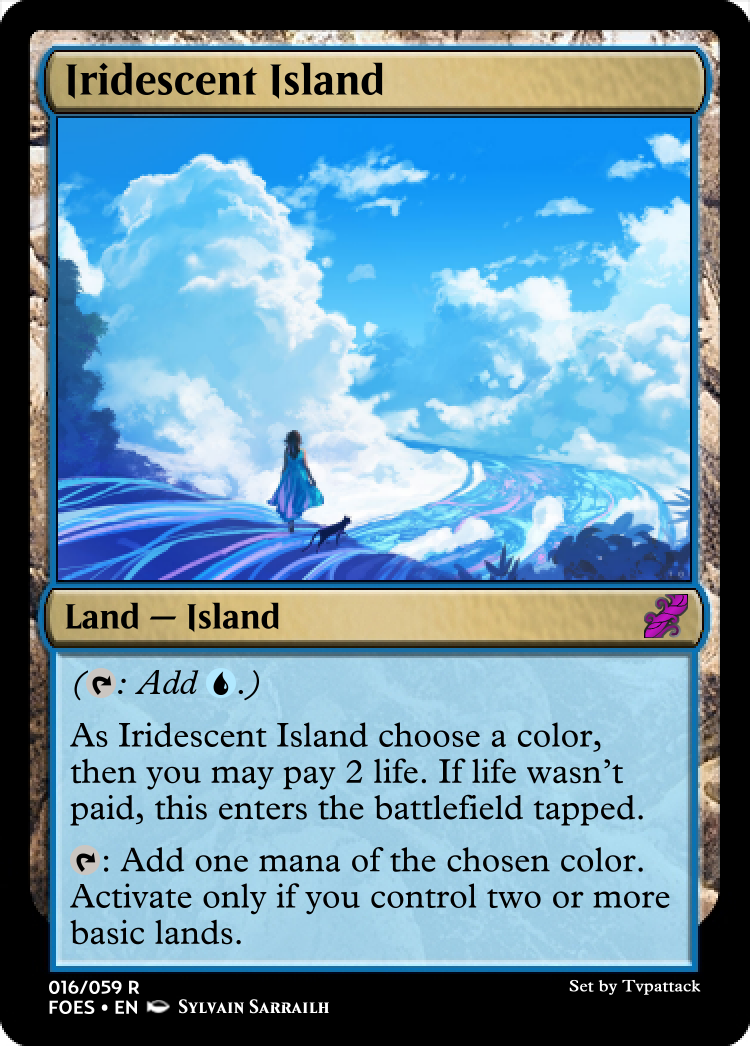 Iridescent Island
Land — Island
(: Add .)
As Iridescent Island choose a color,
then you may pay 2 life. If life wasn't
paid, this enters the battlefield tapped.
: Add one mana of the chosen color.
Activate only if you control two or more
basic lands.
016/059 R
Set by Tvpattack
FOES • EN SYLVAIN SARRAILH